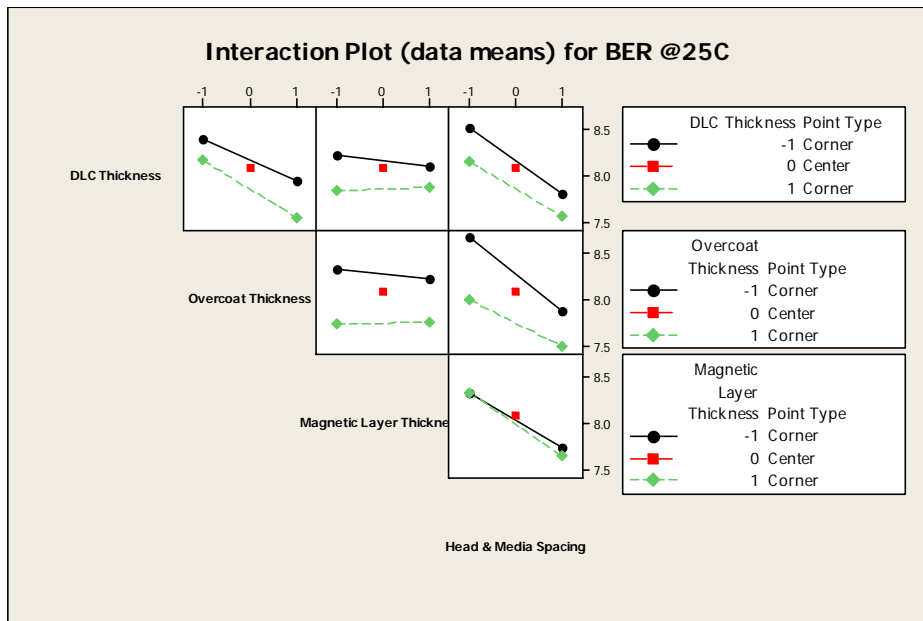 Interaction Plot (data means) for BER @25C
-1 0 1 -1 0 1 -1 0 1
DLC Thickness
8.5
8.0
7.5
DLC Thickness Point Type
-1 Corner
0 Center
1 Corner
Overcoat Thickness
8.5
8.0
7.5
Overcoat
Thickness Point Type
-1 Corner
0 Center
1 Corner
Magnetic Layer Thickne
8.5
8.0
7.5
Magnetic
Layer
Thickness Point Type
-1 Corner
0 Center
1 Corner
Head & Media Spacing